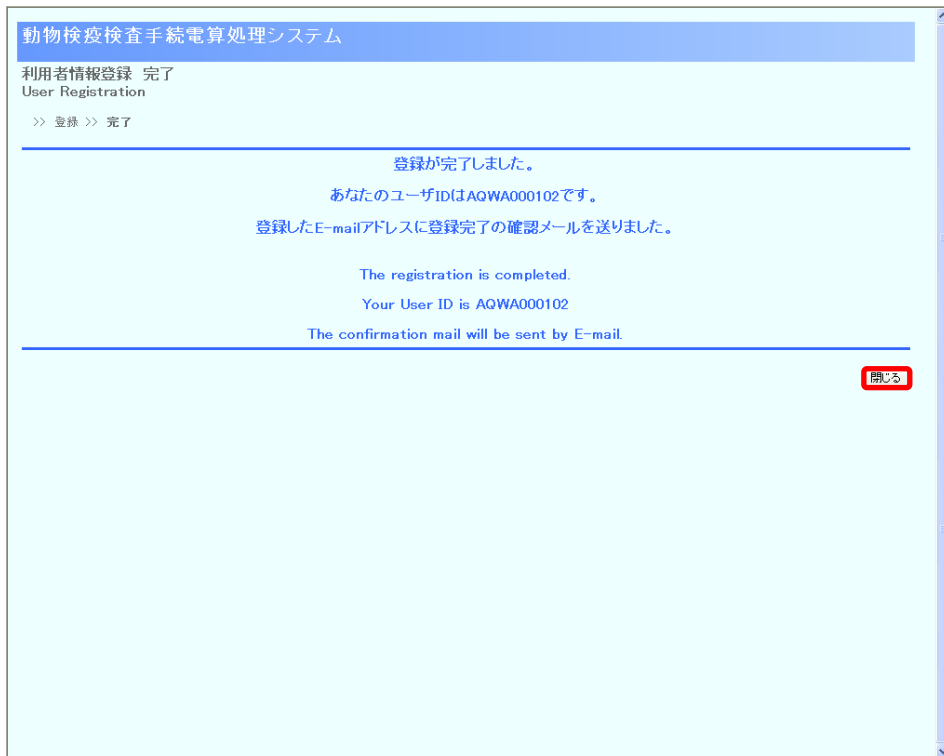 動物検疫検査手続電算処理システム
利用者情報登録 完了
User Registration
>> 登録 >> 完了
登録が完了しました。
あなたのユーザIDはAQWA000102です。
登録したE-mailアドレスに登録完了の確認メールを送りました。
The registration is completed.
Your User ID is AQWA000102
The confirmation mail will be sent by E-mail.
閉じる